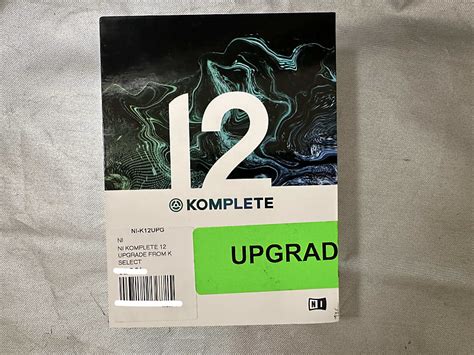 12
KOMPLETE
NI-K12UPG
NI
NI KOMPLETE 12
UPGRADE FROM K
SELECT
UPGRAD
NI